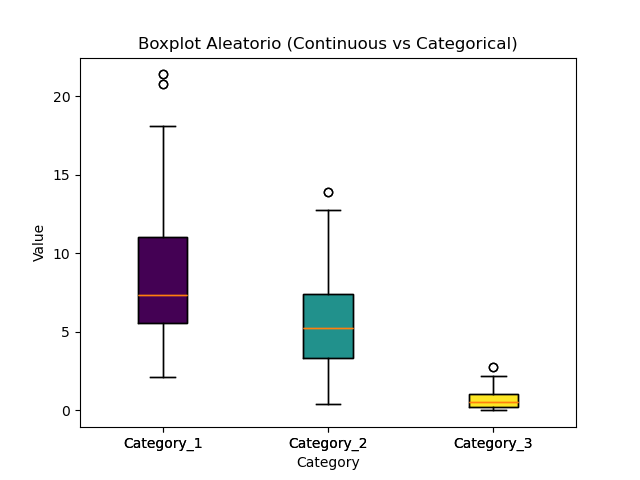 Boxplot Aleatorio (Continuous vs Categorical)
Value
20
15
10
5
0
Category_1 Category_2 Category_3
Category